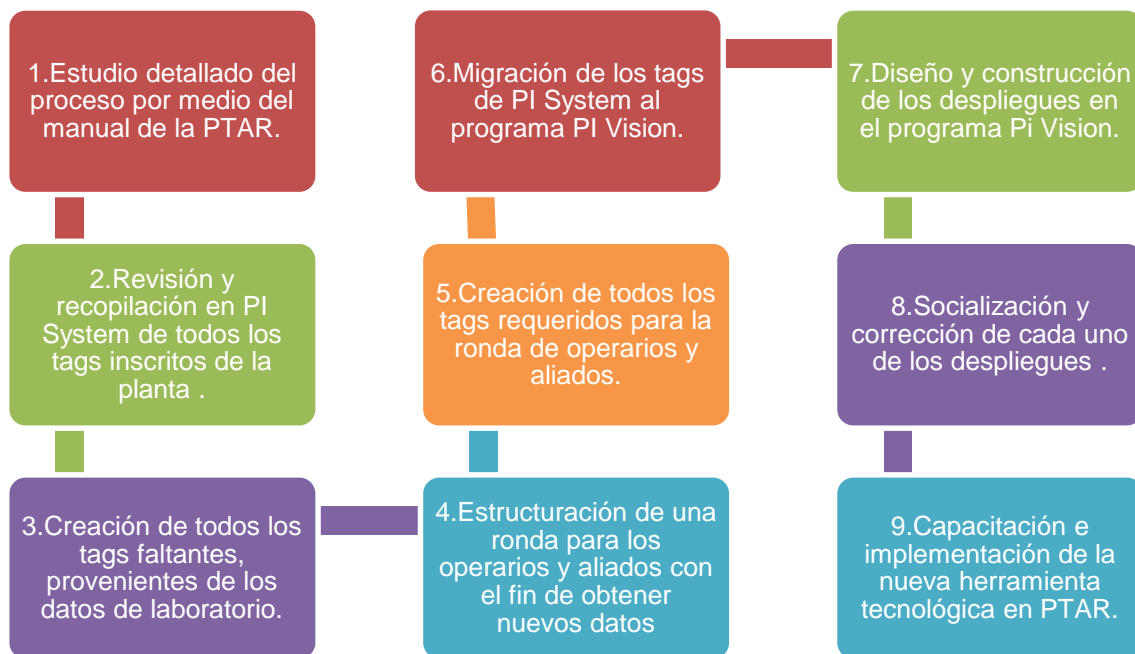 1.Estudio detallado del
proceso por medio del
manual de la PTAR.
2.Revisión y
recopilación en PI
System de todos los
tags inscritos de la
planta .
3.Creación de todos los
tags faltantes,
provenientes de los
datos de laboratorio.
4.Estructuración de una
ronda para los
operarios y aliados con
el fin de obtener
nuevos datos
5.Creación de todos los
tags requeridos para la
ronda de operarios y
aliados.
6.Migración de los tags
de PI System al
programa PI Vision.
7.Diseño y construcción
de los despliegues en
el programa Pi Vision.
8.Socialización y
corrección de cada uno
de los despliegues .
9.Capacitación e
implementación de la
nueva herramienta
tecnológica en PTAR.